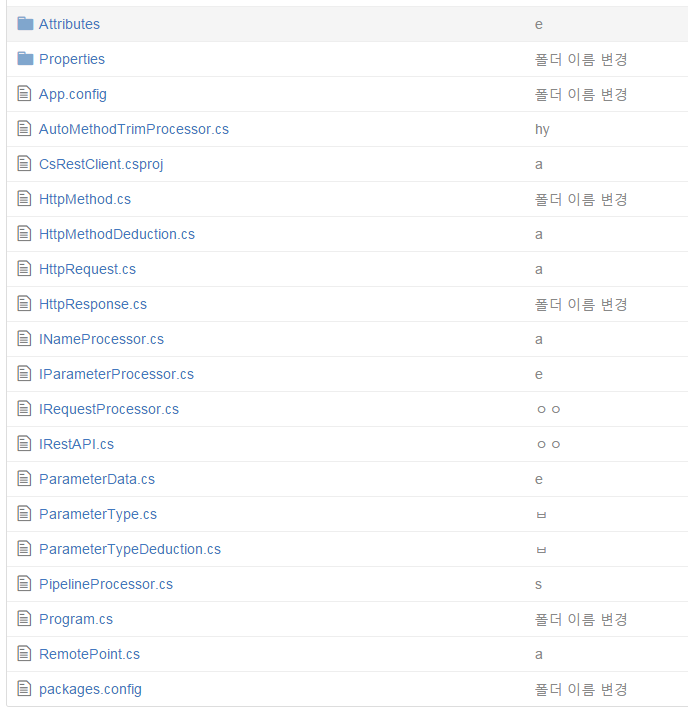 Attributes e
Properties 폴더 이름 변경
App.config 폴더 이름 변경
AutoMethodTrimProcessor.cs hy
CsRestClient.csproj a
HttpMethod.cs 폴더 이름 변경
HttpMethodDeduction.cs a
HttpRequest.cs a
HttpResponse.cs 폴더 이름 변경
INameProcessor.cs a
IParameterProcessor.cs e
IRequestProcessor.cs ㅇㅇ
IRestAPI.cs ㅇㅇ
ParameterData.cs e
ParameterType.cs ㅂ
ParameterTypeDeduction.cs ㅂ
PipelineProcessor.cs s
Program.cs 폴더 이름 변경
RemotePoint.cs a
packages.config 폴더 이름 변경